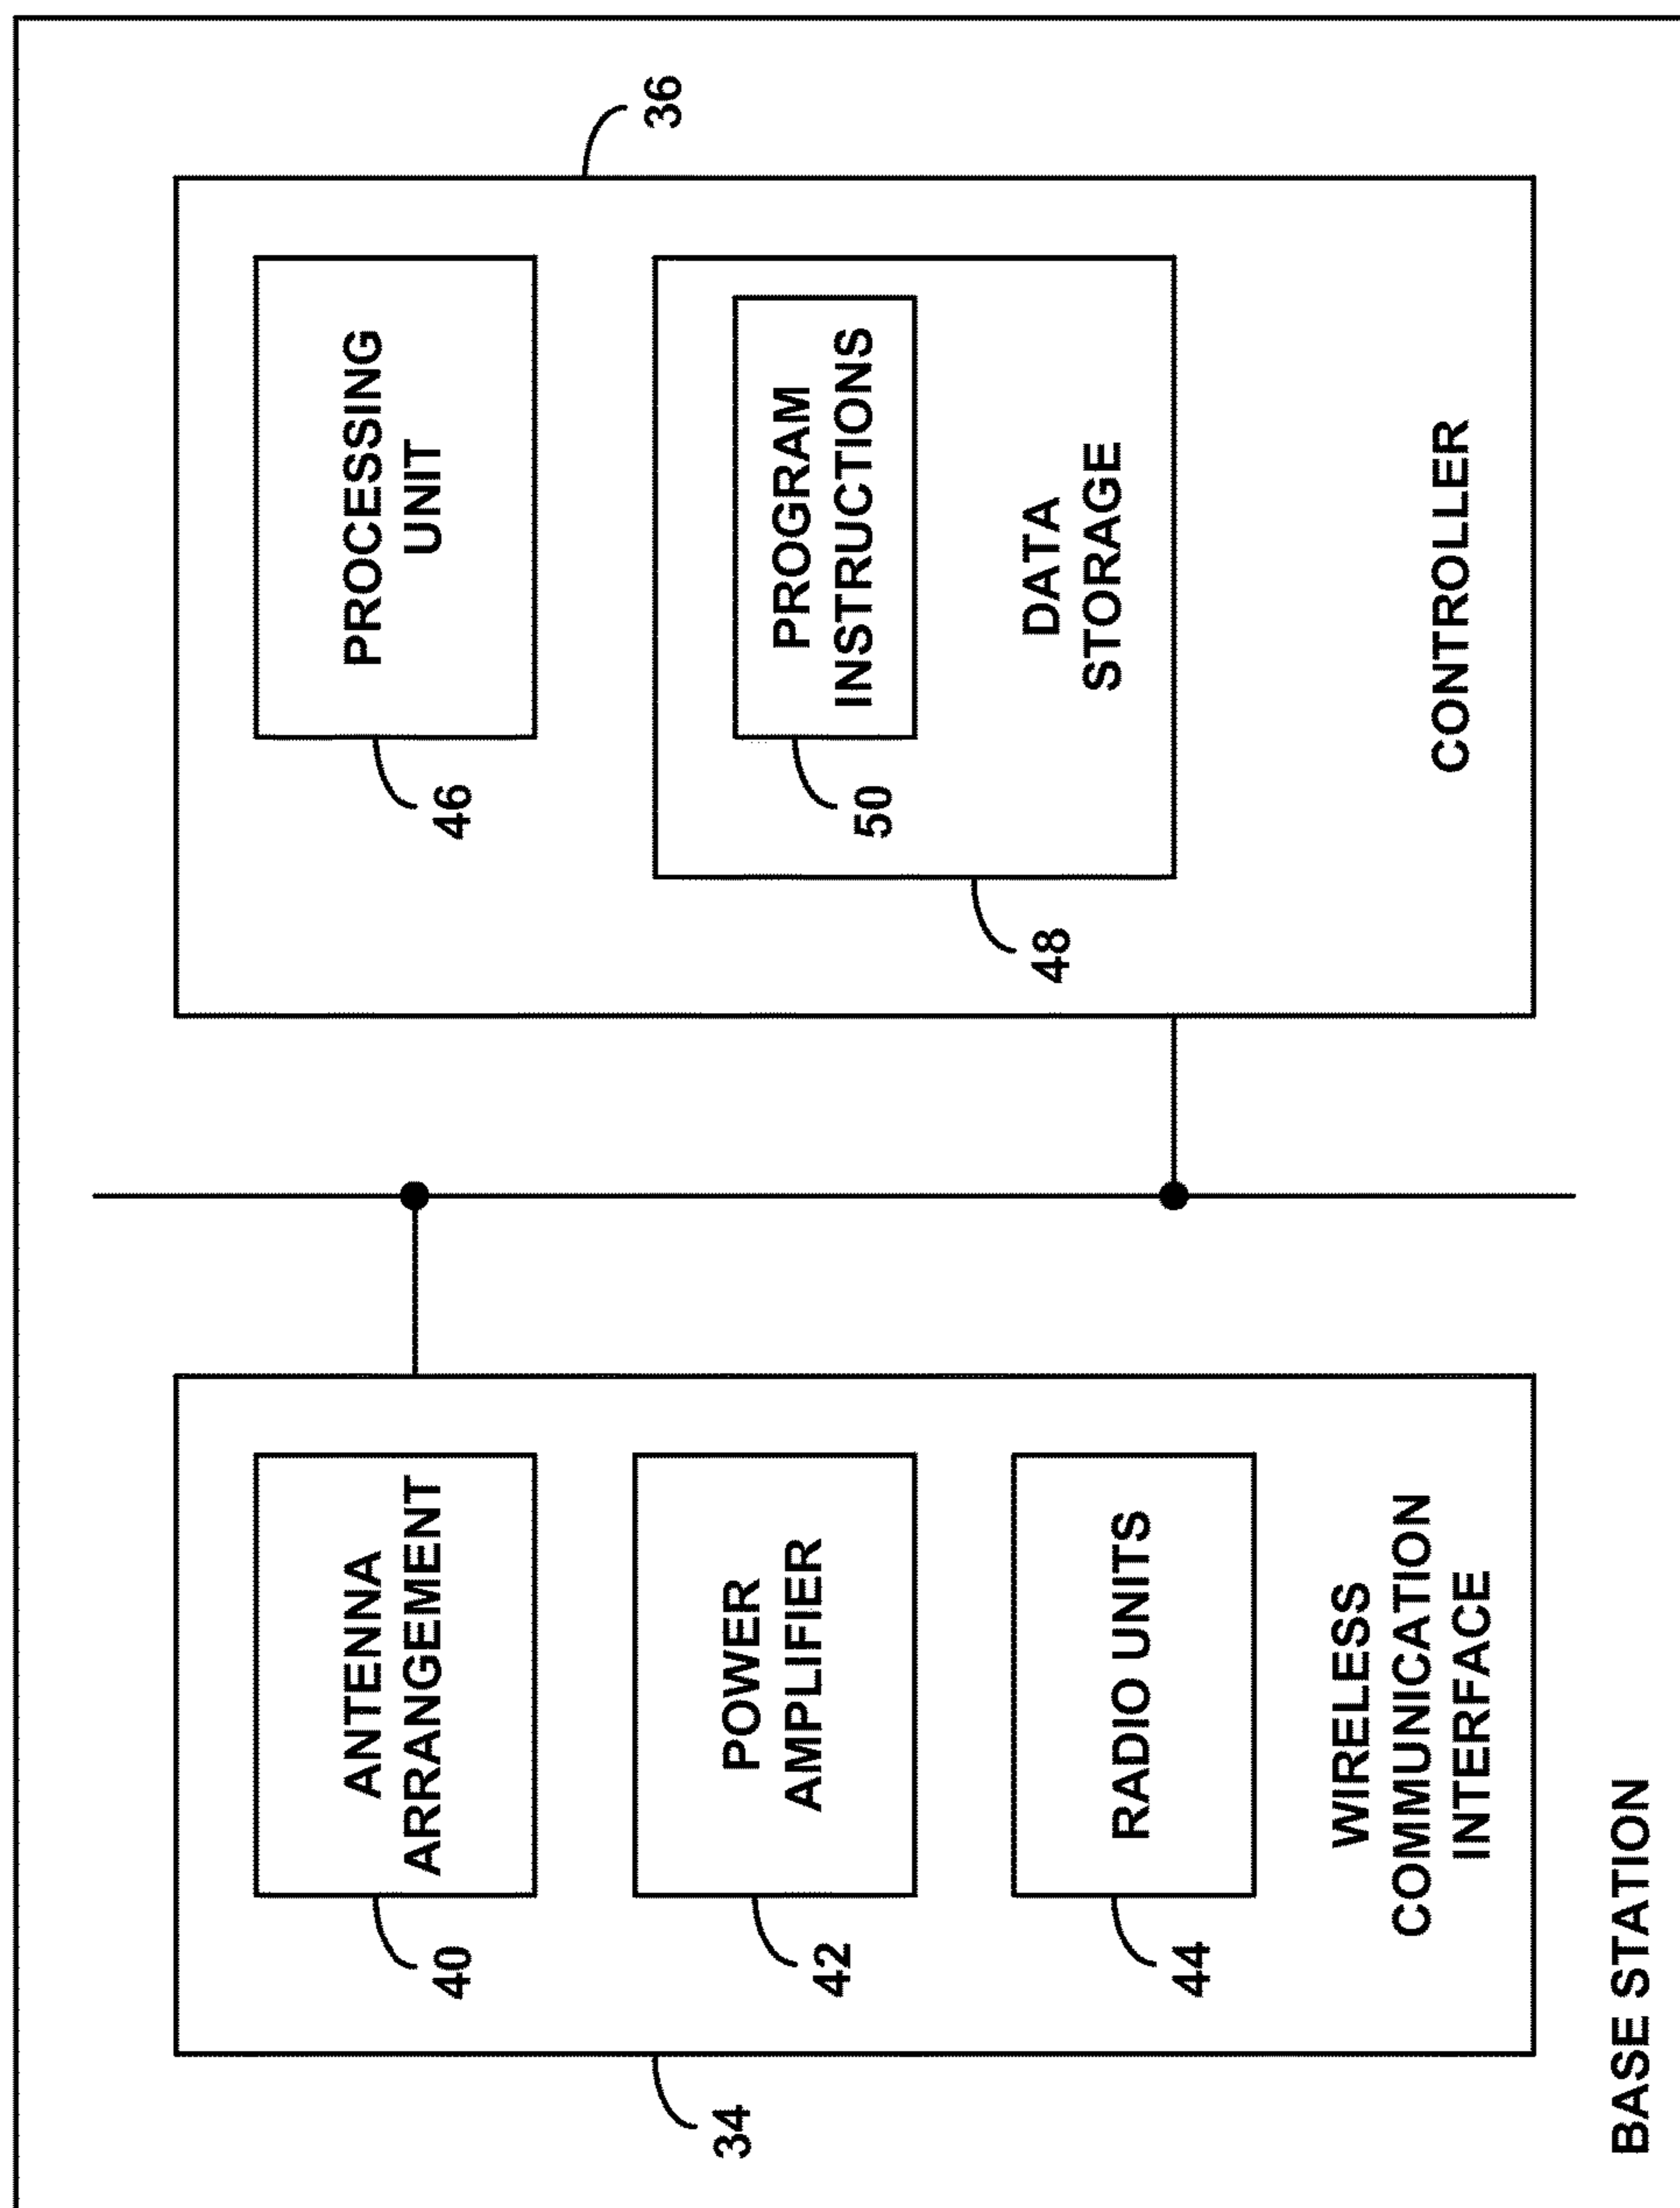 34
40
ANTENNA
ARRANGEMENT
42
POWER
AMPLIFIER
44
RADIO UNITS
WIRELESS
COMMUNICATION
INTERFACE
36
46
PROCESSING
UNIT
50
PROGRAM
INSTRUCTIONS
48
DATA
STORAGE
CONTROLLER
BASE STATION